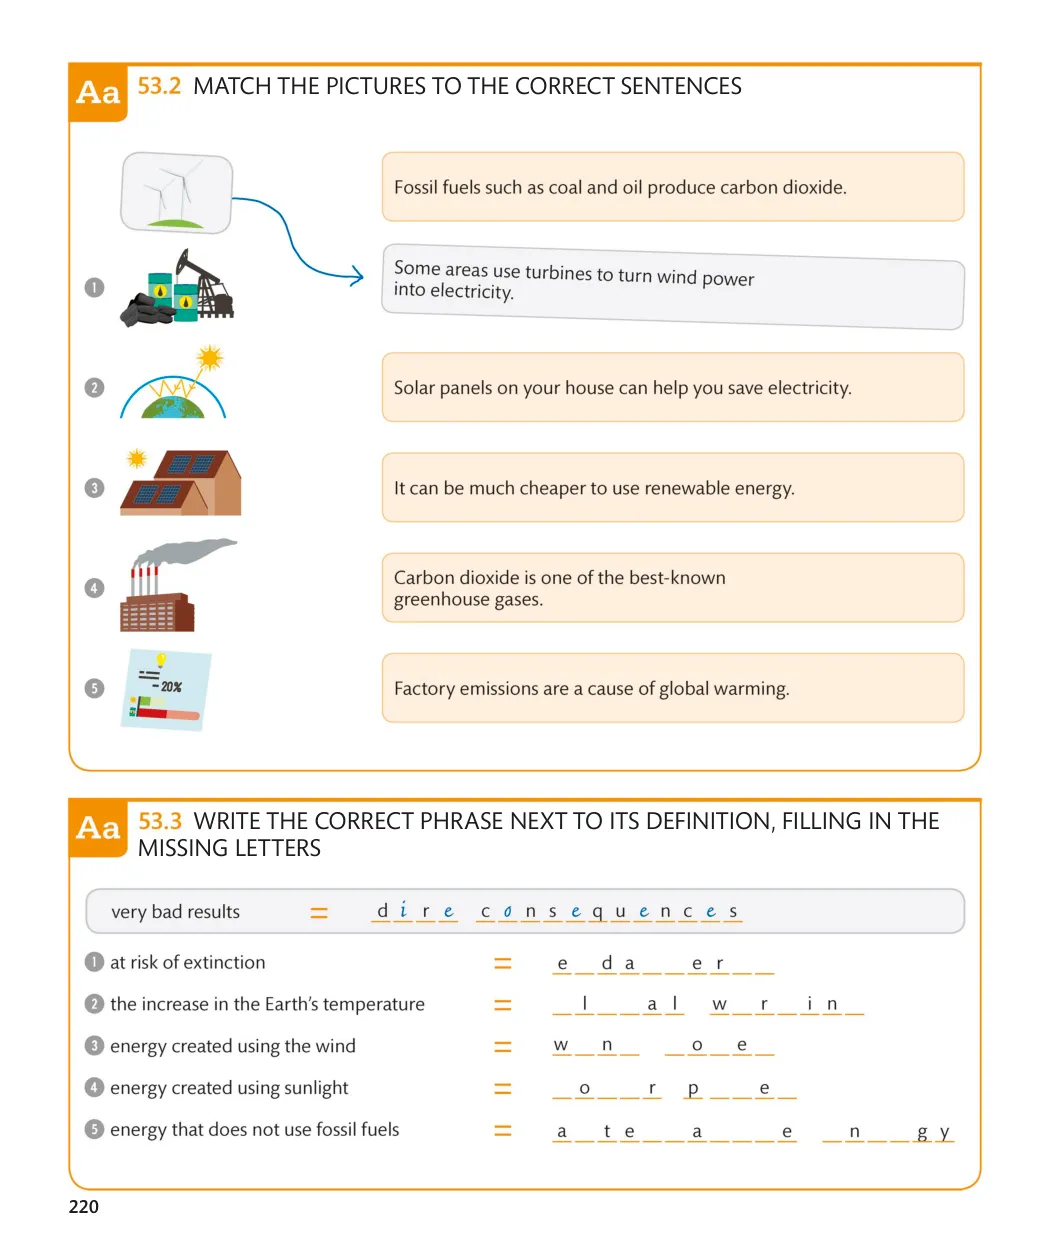 Aa 53.2 MATCH THE PICTURES TO THE CORRECT SENTENCES
Fossil fuels such as coal and oil produce carbon dioxide.
1
Some areas use turbines to turn wind power
into electricity.
2
Solar panels on your house can help you save electricity.
3
It can be much cheaper to use renewable energy.
4
Carbon dioxide is one of the best-known
greenhouse gases.
5
– 20%
Factory emissions are a cause of global warming.
Aa 53.3 WRITE THE CORRECT PHRASE NEXT TO ITS DEFINITION, FILLING IN THE
MISSING LETTERS
very bad results = d i r e c o n s e q u e n c e s
1 at risk of extinction = e _ d a _ _ e r _ _
2 the increase in the Earth’s temperature = _ l _ _ a l w _ r _ i n _
3 energy created using the wind = w _ n _ _ o _ e _
4 energy created using sunlight = _ o _ _ r p _ _ e _
5 energy that does not use fossil fuels = a _ t e _ _ a _ _ _ e _ n _ _ g y
220